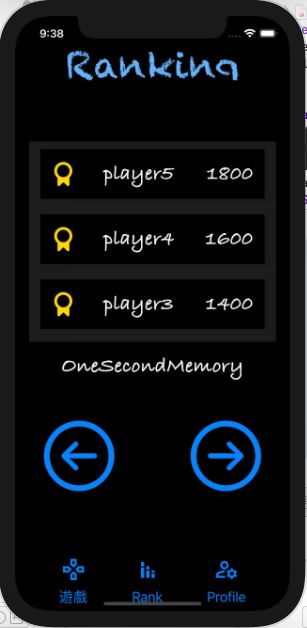 9:38
Ranking
player5 1800
player4 1600
player3 1400
OneSecondMemory
遊戲 Rank Profile